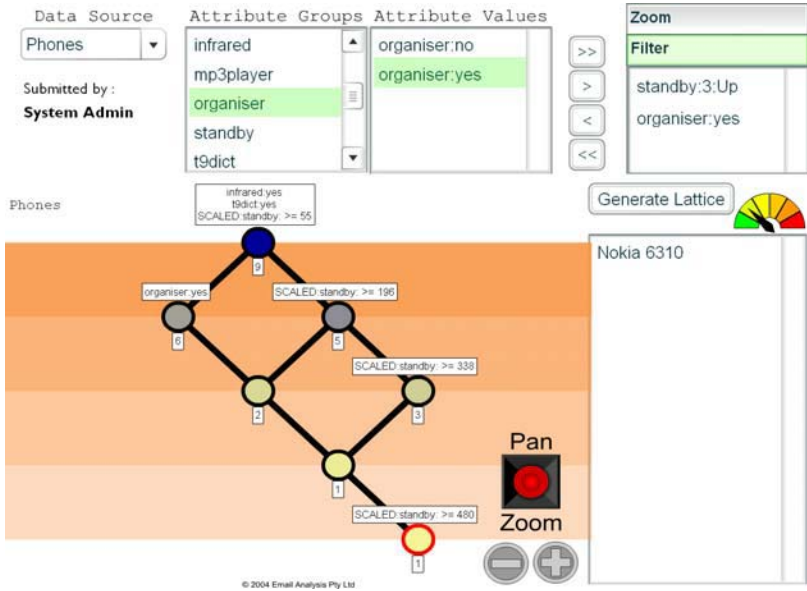 Data Source
Attribute Groups
Attribute Values
Zoom
Phones
infrared
organiser:no
>>
Filter
mp3player
organiser:yes
Submitted by :
System Admin
organiser
>
standby:3:Up
standby
<
organiser:yes
t9dict
<<
Phones
infrared:yes
t9dict:yes
SCALED:standby: >= 55
Generate Lattice
9
Nokia 6310
organiser:yes
SCALED:standby: >= 196
6
5
SCALED:standby: >= 338
2
3
Pan
1
SCALED:standby: >= 480
Zoom
1
© 2004 Email Analysis Pty Ltd